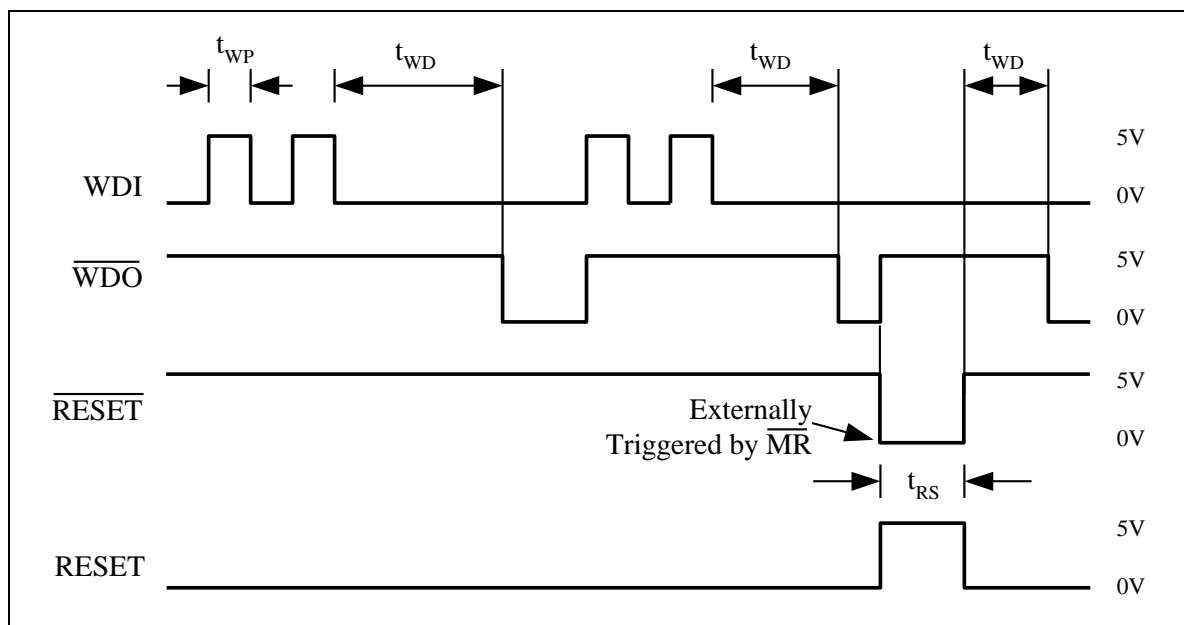 tWP
tWD
tWD
tWD
WDI
5V
0V
WDO
5V
0V
RESET
5V
0V
Externally
Triggered by MR
tRS
RESET
5V
0V